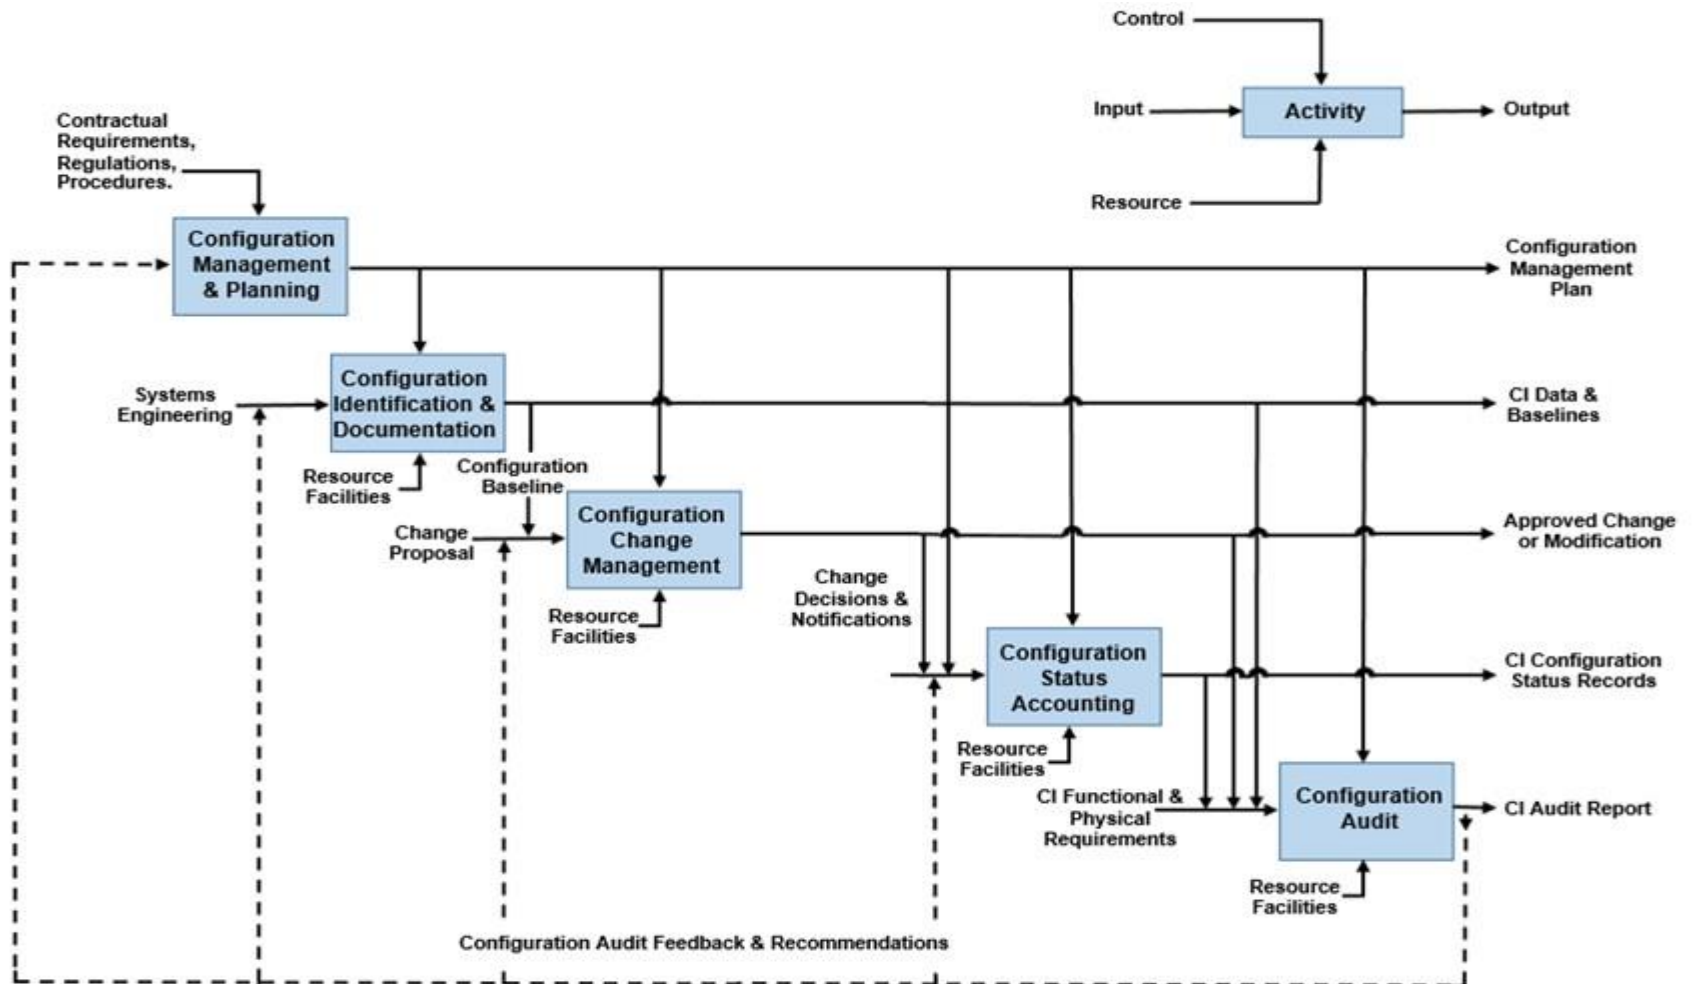 Control
Input
Activity
Output
Resource
Contractual
Requirements,
Regulations,
Procedures.
Configuration
Management
& Planning
Configuration
Management
Plan
Systems
Engineering
Configuration
Identification &
Documentation
CI Data &
Baselines
Resource
Facilities
Configuration
Baseline
Change
Proposal
Configuration
Change
Management
Approved Change
or Modification
Resource
Facilities
Change
Decisions &
Notifications
Configuration
Status
Accounting
CI Configuration
Status Records
Resource
Facilities
CI Functional &
Physical
Requirements
Configuration
Audit
CI Audit Report
Resource
Facilities
Configuration Audit Feedback & Recommendations